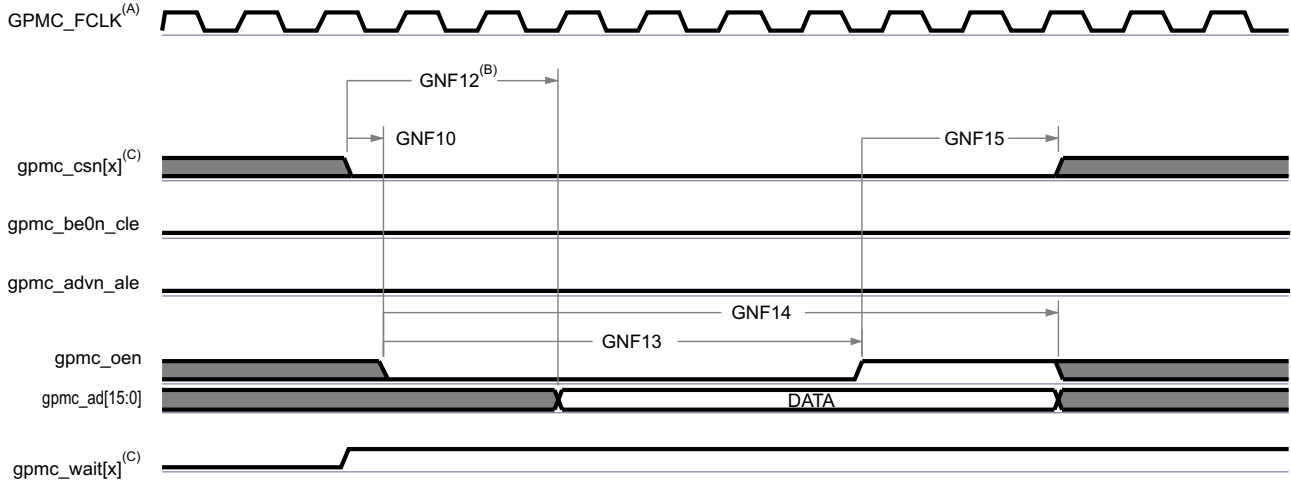 GPMC_FCLK(A)
GNF12(B)
GNF10
GNF15
gpmc_csn[x](C)
gpmc_be0n_cle
gpmc_advn_ale
GNF14
GNF13
gpmc_oen
gpmc_ad[15:0]
DATA
gpmc_wait[x](C)